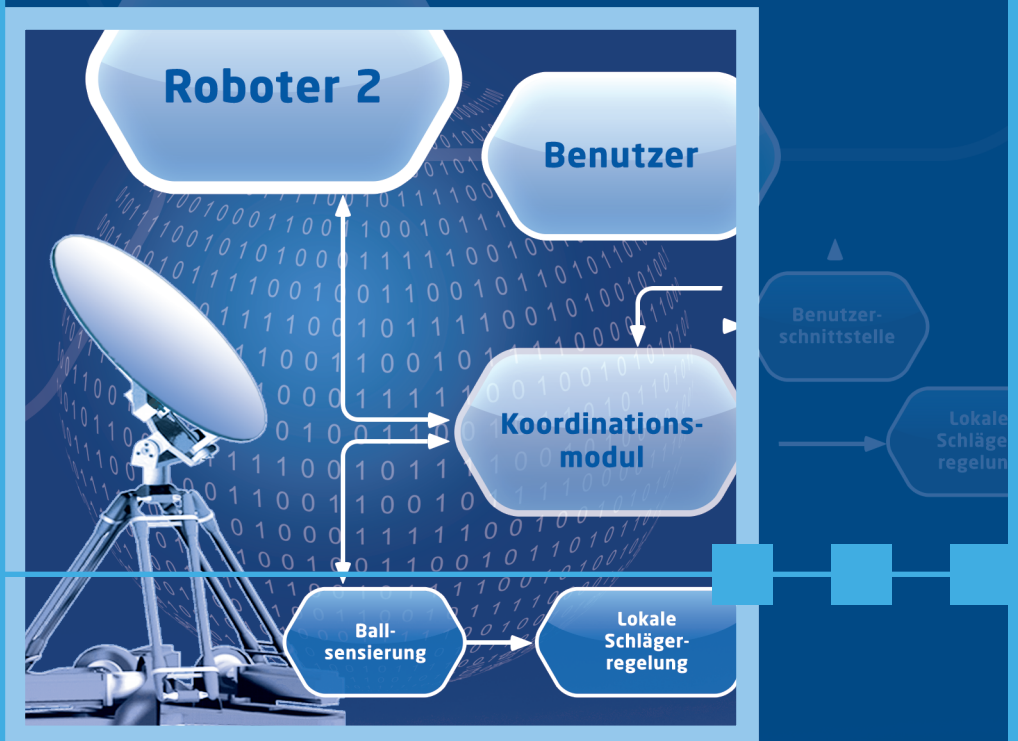 Roboter 2
Benutzer
Benutzer-
schnittstelle
Koordinations-
modul
Lokale
Schläge
regelun
Ball-
sensierung
Lokale
Schläger-
regelung